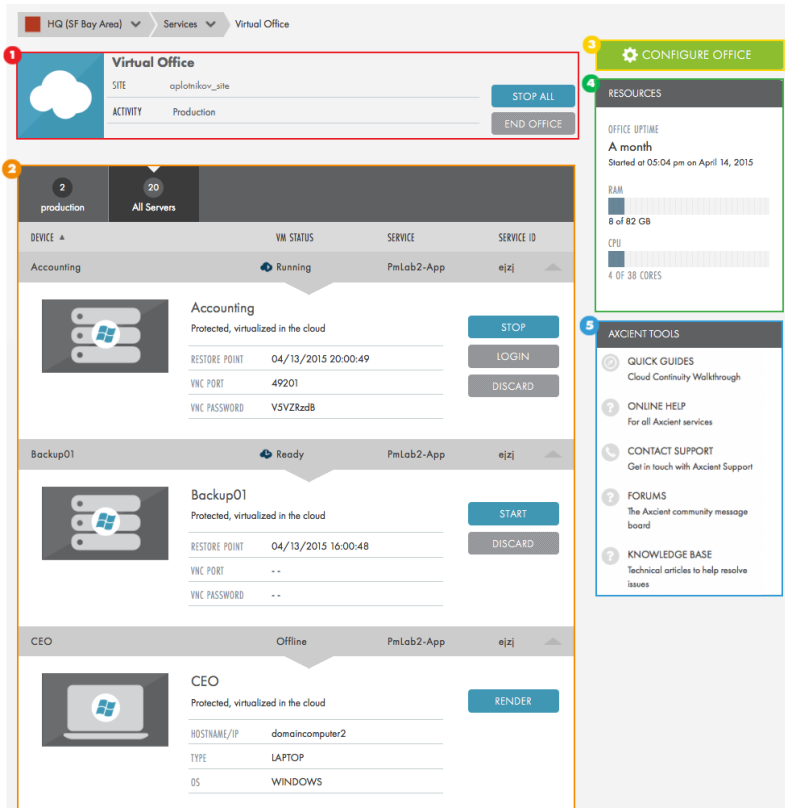 HQ (SF Bay Area) Services Virtual Office
1
Virtual Office
SITE aplotnikov_site
ACTIVITY Production
STOP ALL
END OFFICE
3
CONFIGURE OFFICE
4
RESOURCES
OFFICE UPTIME
A month
Started at 05:04 pm on April 14, 2015
RAM
8 of 82 GB
CPU
4 OF 38 CORES
2
2 production
20 All Servers
DEVICE VM STATUS SERVICE SERVICE ID
Accounting Running PmLab2-App ejzj
Accounting
Protected, virtualized in the cloud
RESTORE POINT 04/13/2015 20:00:49
VNC PORT 49201
VNC PASSWORD V5VZRzdB
STOP
LOGIN
DISCARD
Backup01 Ready PmLab2-App ejzj
Backup01
Protected, virtualized in the cloud
RESTORE POINT 04/13/2015 16:00:48
VNC PORT --
VNC PASSWORD --
START
DISCARD
CEO Offline PmLab2-App ejzj
CEO
Protected, virtualized in the cloud
HOSTNAME/IP domaincomputer2
TYPE LAPTOP
OS WINDOWS
RENDER
5
AXCIENT TOOLS
QUICK GUIDES
Cloud Continuity Walkthrough
ONLINE HELP
For all Axcient services
CONTACT SUPPORT
Get in touch with Axcient Support
FORUMS
The Axcient community message
board
KNOWLEDGE BASE
Technical articles to help resolve
issues